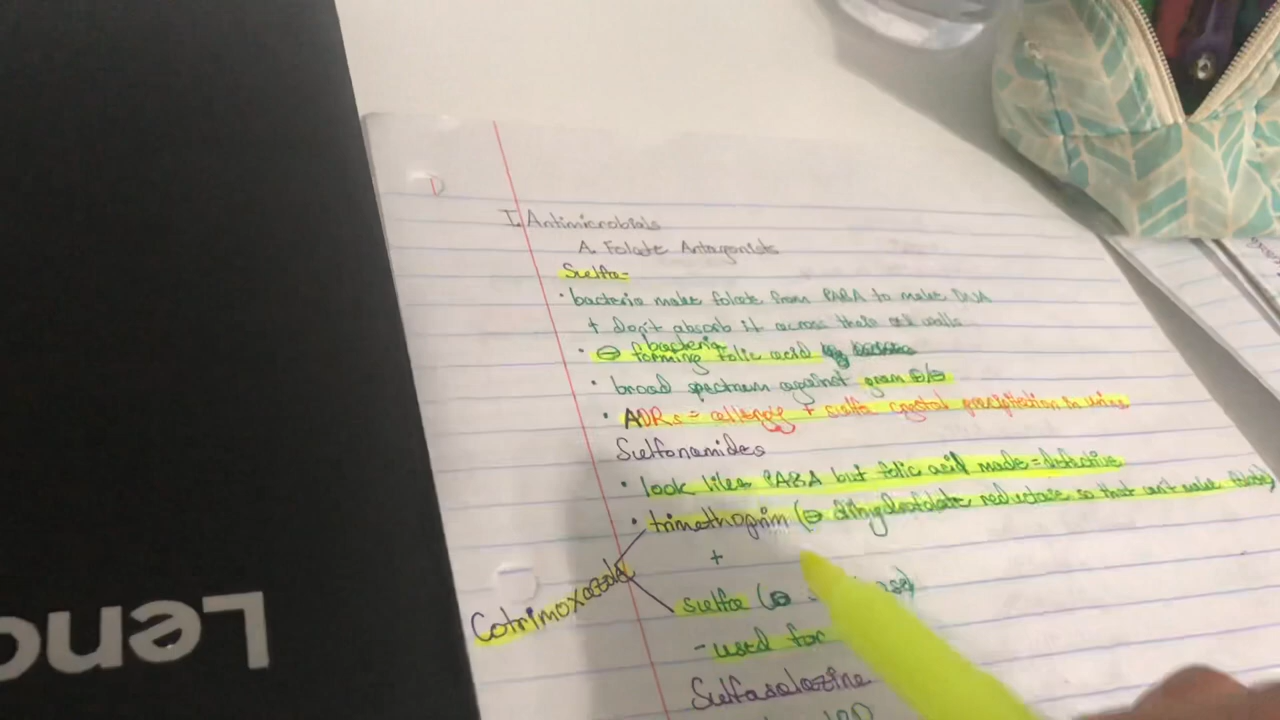 I. Antimicrobials
A. Folate Antagonists
Sulfa-
• bacteria make folate from PABA to make DNA
+ don't absorb it across their cell walls
• ⊖ bacteria forming folic acid
• broad spectrum against gram ⊕/⊖
• ADRs = allergy + sulfa crystal precipitation in urine
Sulfonamides
• look like PABA but folic acid made = defective
• trimethoprim (⊖ dihydrofolate reductase so that can't make folate)
+
Cotrimoxazole
sulfa (⊖
- used for
Sulfasalazine
Leno